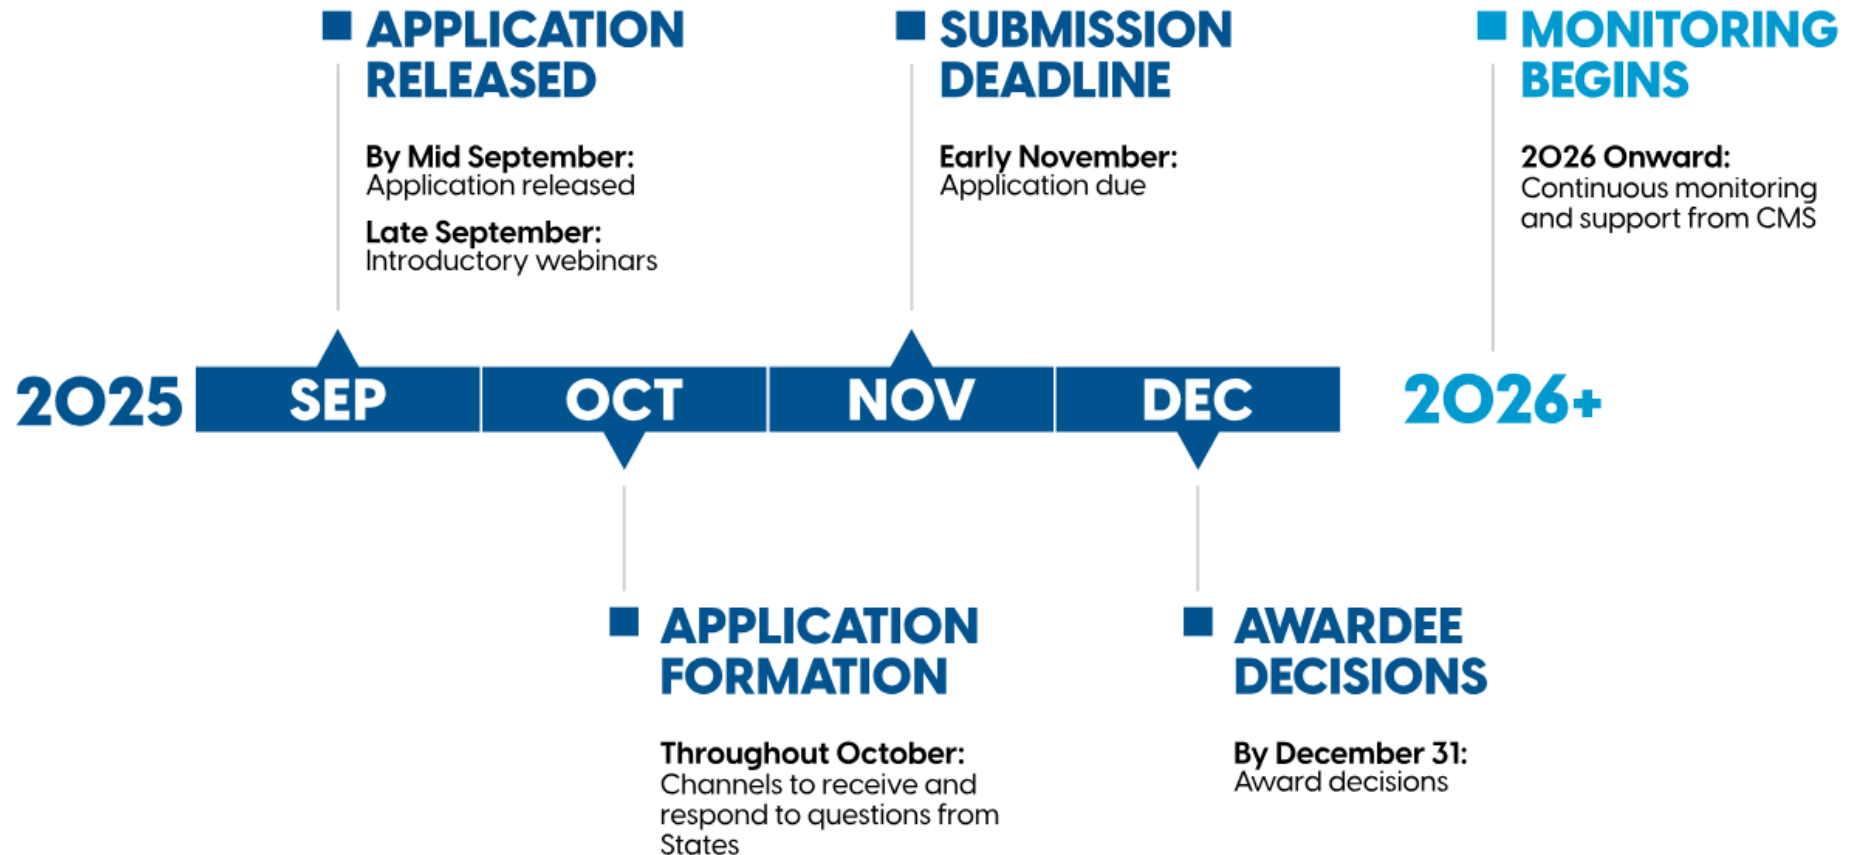 APPLICATION
RELEASED
By Mid September:
Application released
Late September:
Introductory webinars
SUBMISSION
DEADLINE
Early November:
Application due
MONITORING
BEGINS
2026 Onward:
Continuous monitoring
and support from CMS
2025
SEP
OCT
NOV
DEC
2026+
APPLICATION
FORMATION
Throughout October:
Channels to receive and
respond to questions from
States
AWARDEE
DECISIONS
By December 31:
Award decisions